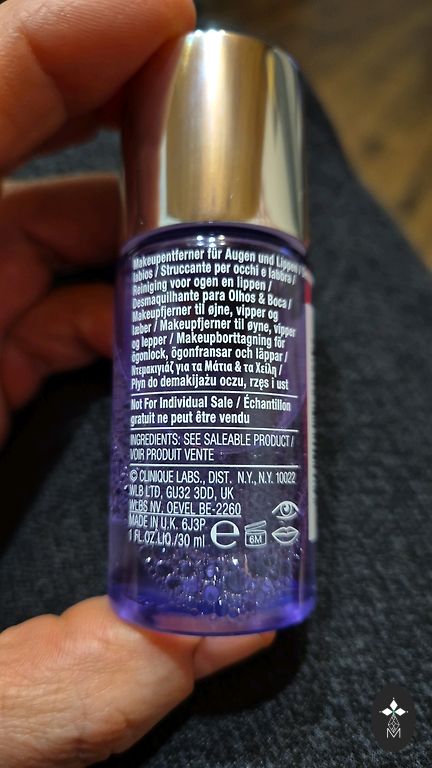 Makeupentferner für Augen und Lippen /
labios / Struccante per occhi e labbra /
Reiniging voor ogen en lippen /
Desmaquilhante para Olhos & Boca /
Makeupfjerner til øjne, vipper og
læber / Makeupfjerner til øyne, vipper
og lepper / Makeupborttagning för
ögonlock, ögonfransar och läppar /
Ντεμακιγιάζ για τα Μάτια & τα Χείλη /
Płyn do demakijażu oczu, rzęs i ust
Not For Individual Sale / Échantillon
gratuit ne peut être vendu
INGREDIENTS: SEE SALEABLE PRODUCT /
VOIR PRODUIT VENTE
© CLINIQUE LABS., DIST. N.Y., N.Y. 10022
WLB LTD, GU32 3DD, UK
WLBS NV, OEVEL BE-2260
MADE IN U.K. 6J3P
1 FL.OZ.LIQ./30 ml e 6M